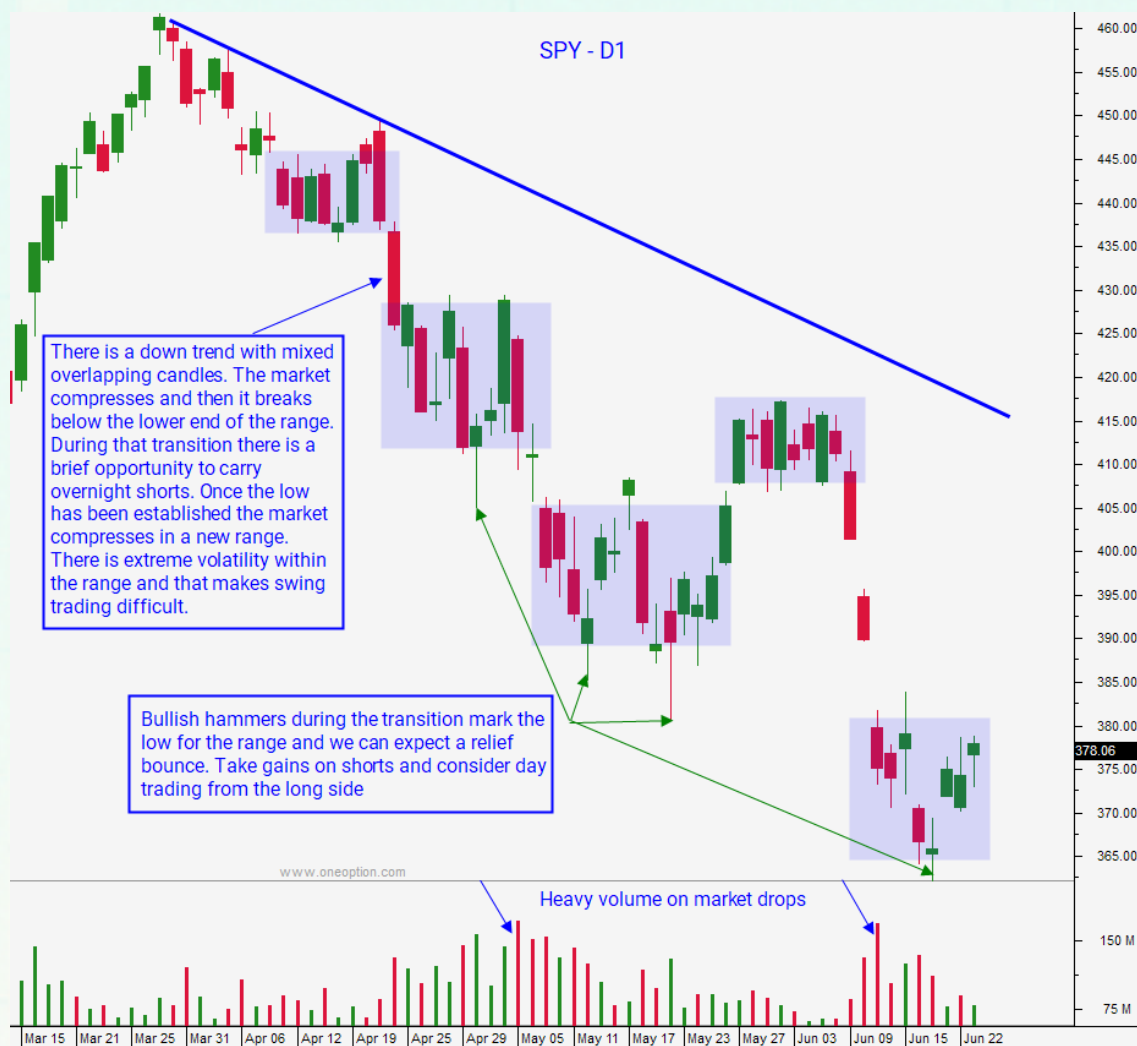 SPY - D1
460.00
455.00
450.00
445.00
440.00
435.00
430.00
425.00
420.00
415.00
410.00
405.00
400.00
395.00
390.00
385.00
380.00
378.06
375.00
370.00
365.00
There is a down trend with mixed
overlapping candles. The market
compresses and then it breaks
below the lower end of the range.
During that transition there is a
brief opportunity to carry
overnight shorts. Once the low
has been established the market
compresses in a new range.
There is extreme volatility within
the range and that makes swing
trading difficult.
Bullish hammers during the transition mark the
low for the range and we can expect a relief
bounce. Take gains on shorts and consider day
trading from the long side
www.oneoption.com
Heavy volume on market drops
150 M
75 M
Mar 15 Mar 21 Mar 25 Mar 31 Apr 06 Apr 12 Apr 19 Apr 25 Apr 29 May 05 May 11 May 17 May 23 May 27 Jun 03 Jun 09 Jun 15 Jun 22